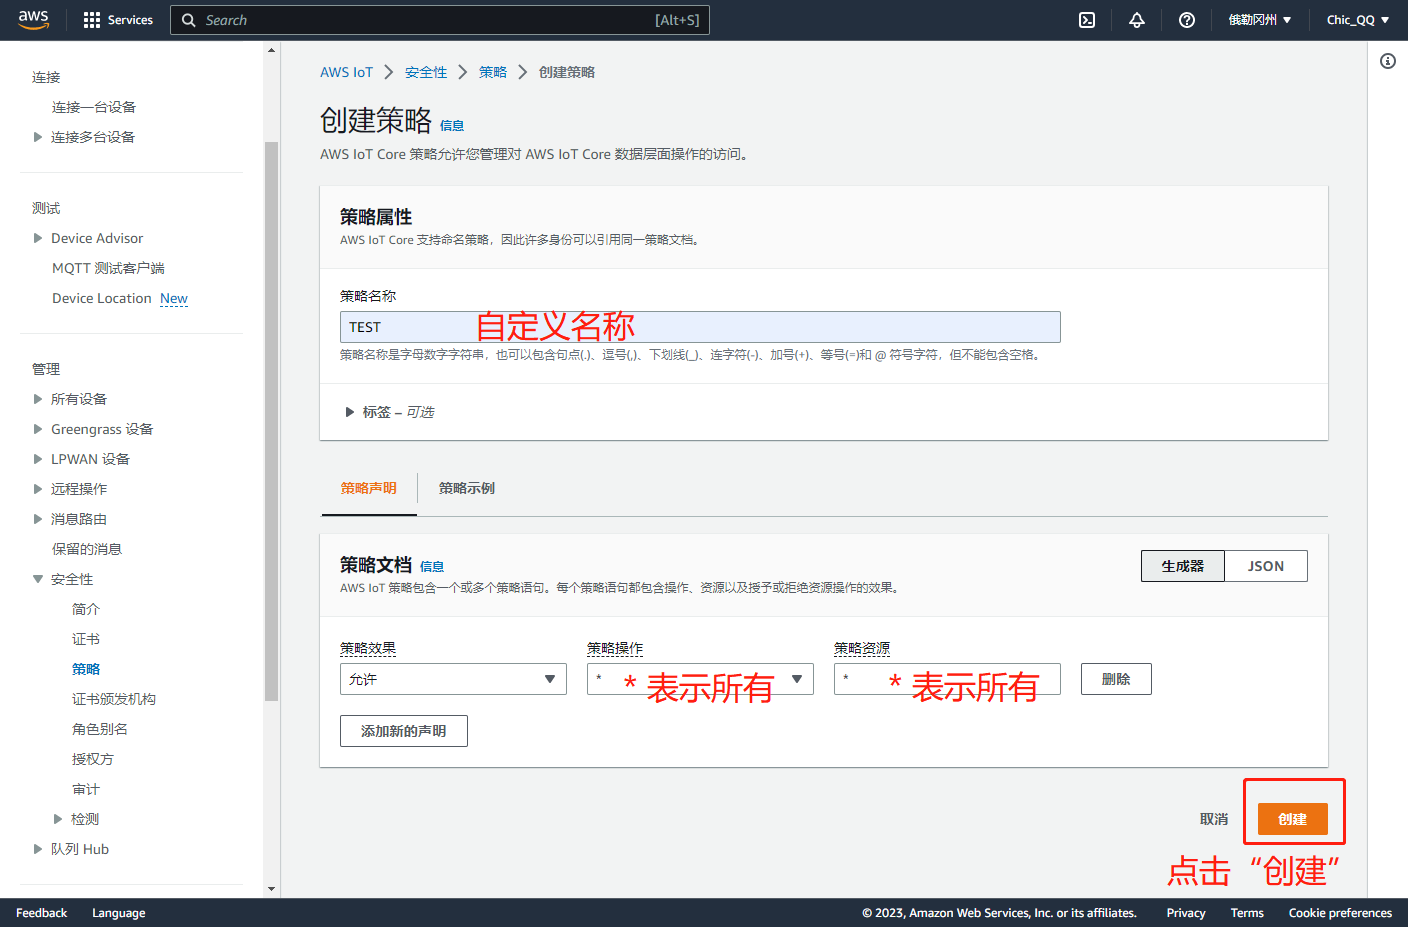 aws
Services
Search
[Alt+S]
俄勒冈州
Chic_QQ
连接
连接一台设备
连接多台设备
测试
Device Advisor
MQTT 测试客户端
Device Location New
管理
所有设备
Greengrass 设备
LPWAN 设备
远程操作
消息路由
保留的消息
安全性
简介
证书
策略
证书颁发机构
角色别名
授权方
审计
检测
队列 Hub
AWS IoT > 安全性 > 策略 > 创建策略
创建策略 信息
AWS IoT Core 策略允许您管理对 AWS IoT Core 数据层面操作的访问。
策略属性
AWS IoT Core 支持命名策略，因此许多身份可以引用同一策略文档。
策略名称
TEST
自定义名称
策略名称是字母数字字符串，也可以包含句点(.)、逗号(,)、下划线(_)、连字符(-)、加号(+)、等号(=)和 @ 符号字符，但不能包含空格。
标签 – 可选
策略声明
策略示例
策略文档 信息
生成器
JSON
AWS IoT 策略包含一个或多个策略语句。每个策略语句都包含操作、资源以及授予或拒绝资源操作的效果。
策略效果
策略操作
策略资源
允许
*
* 表示所有
*
* 表示所有
删除
添加新的声明
取消
创建
点击“创建”
Feedback
Language
© 2023, Amazon Web Services, Inc. or its affiliates.
Privacy
Terms
Cookie preferences